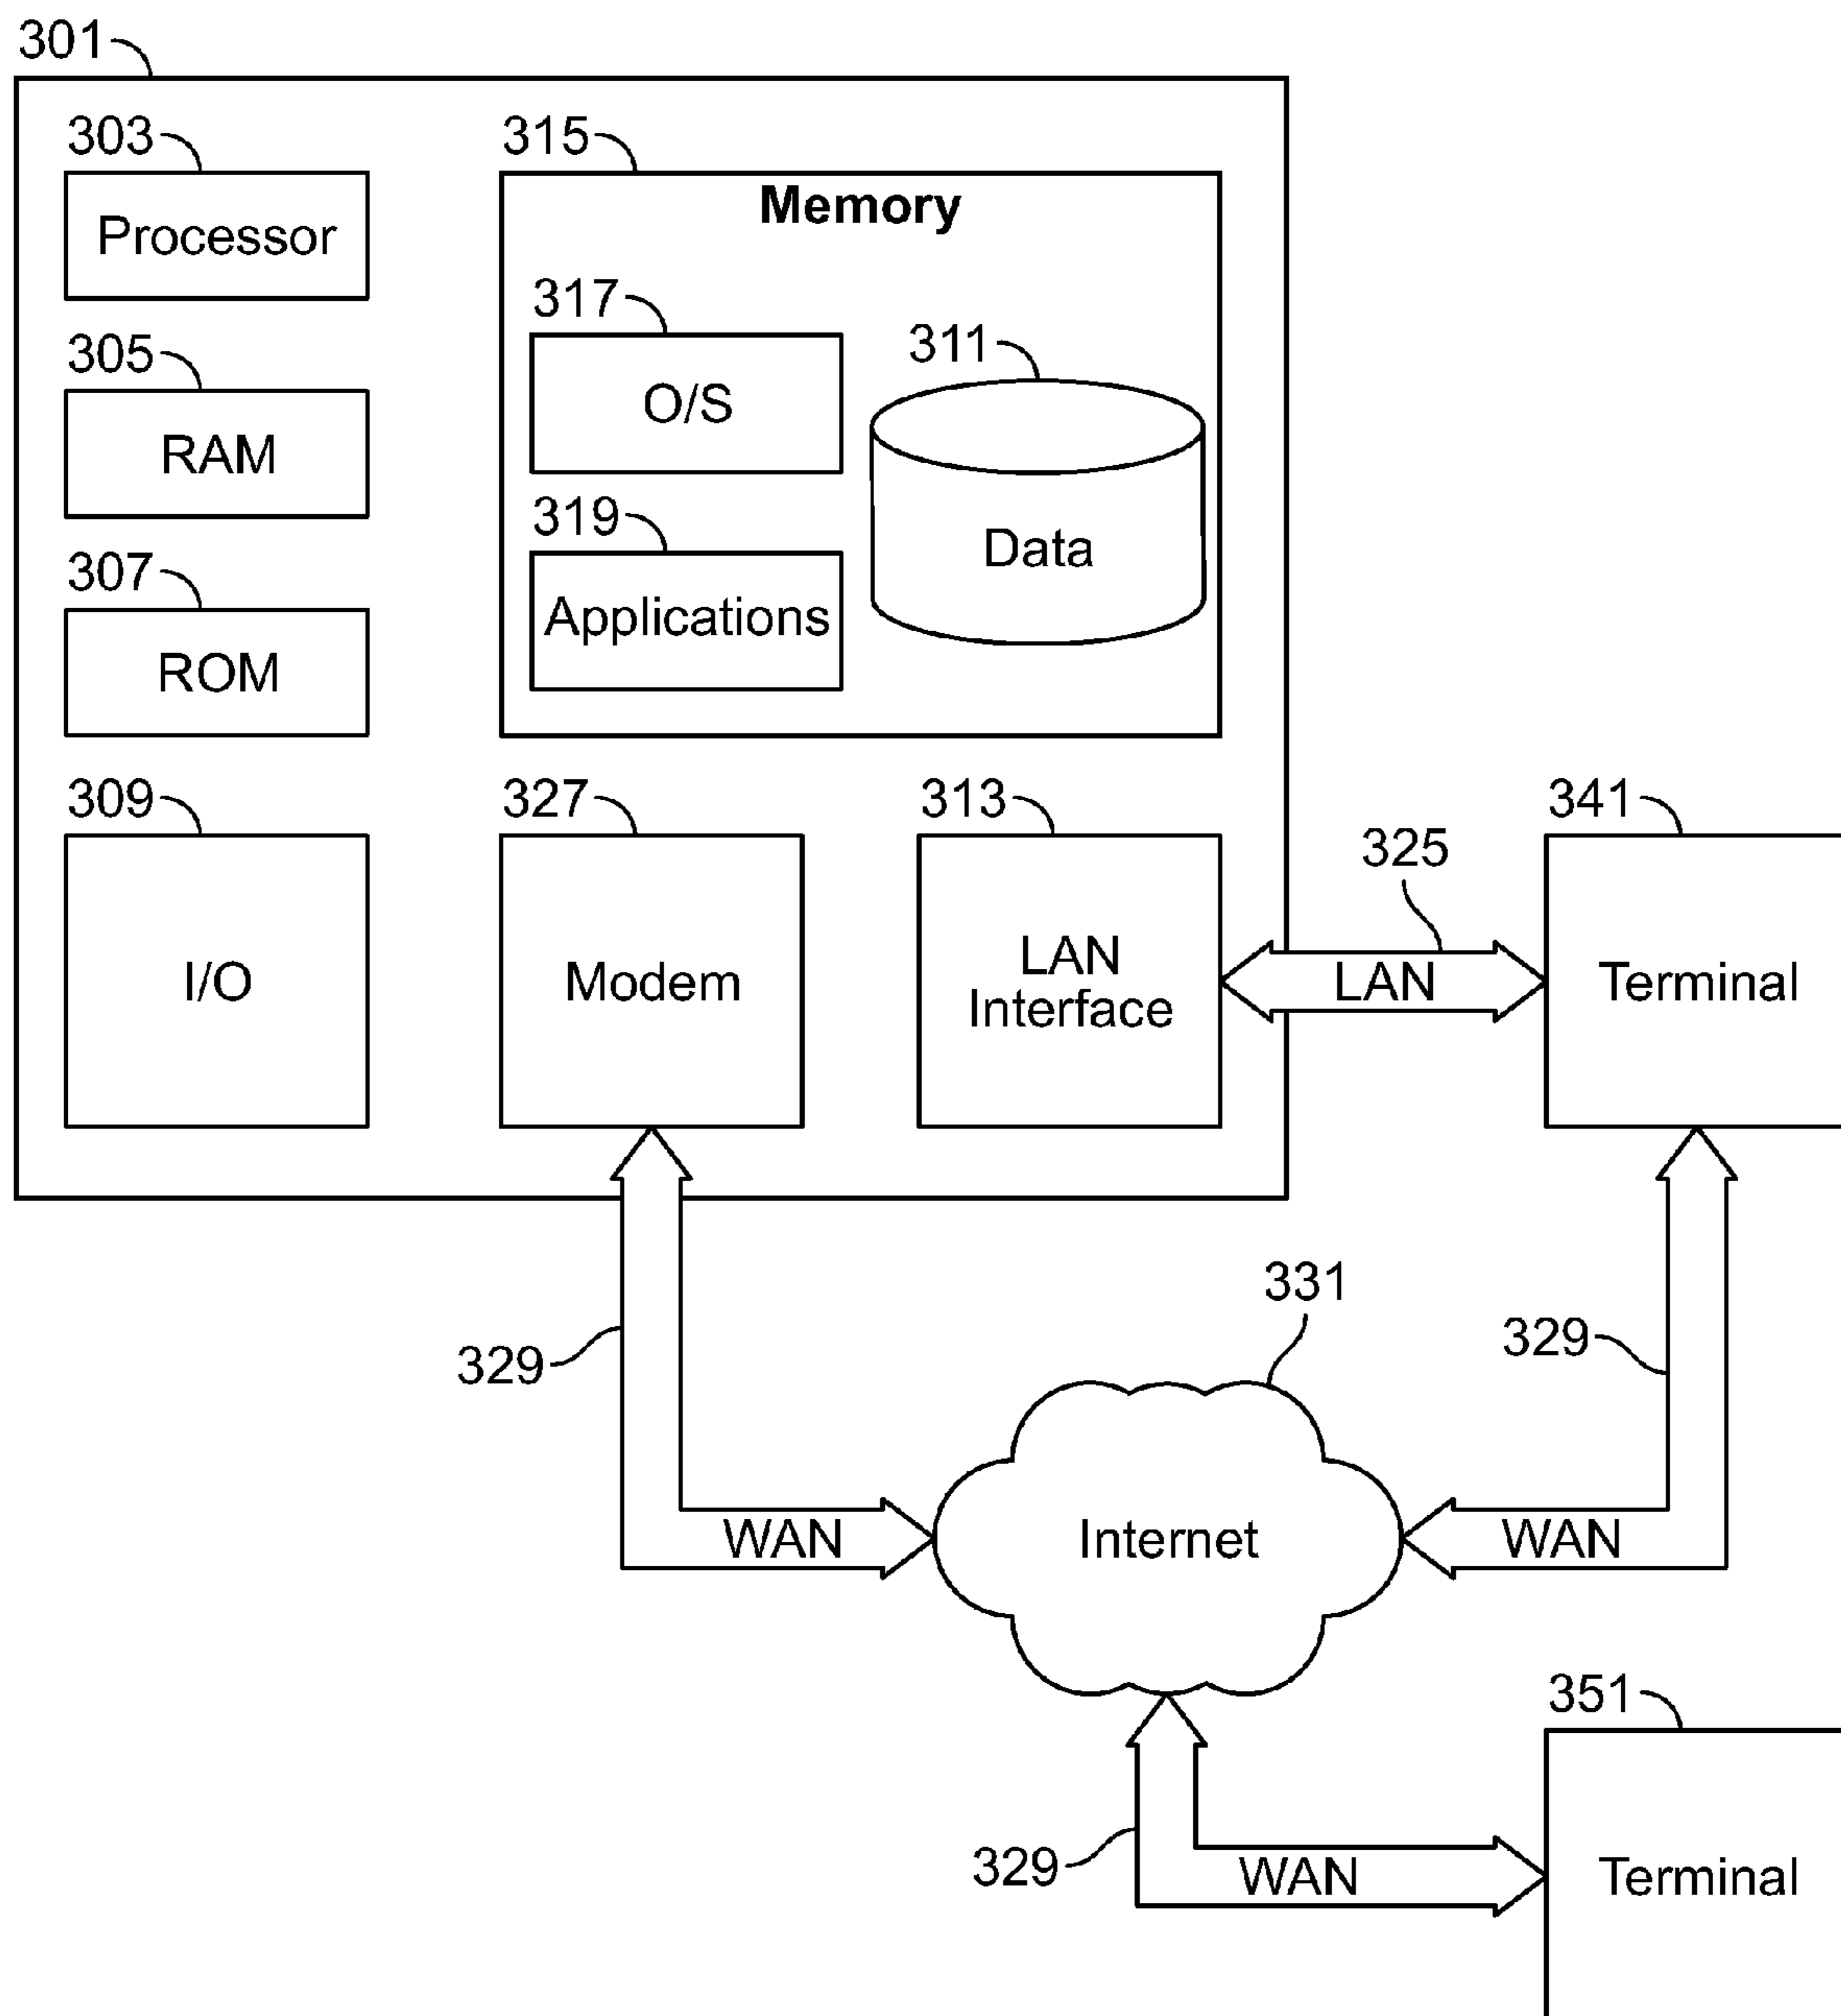 301
303
315
Processor
Memory
317
311
305
O/S
RAM
319
Data
307
Applications
ROM
309
327
313
341
325
I/O
Modem
LAN
Interface
LAN
Terminal
331
329
329
WAN
Internet
WAN
351
329
WAN
Terminal